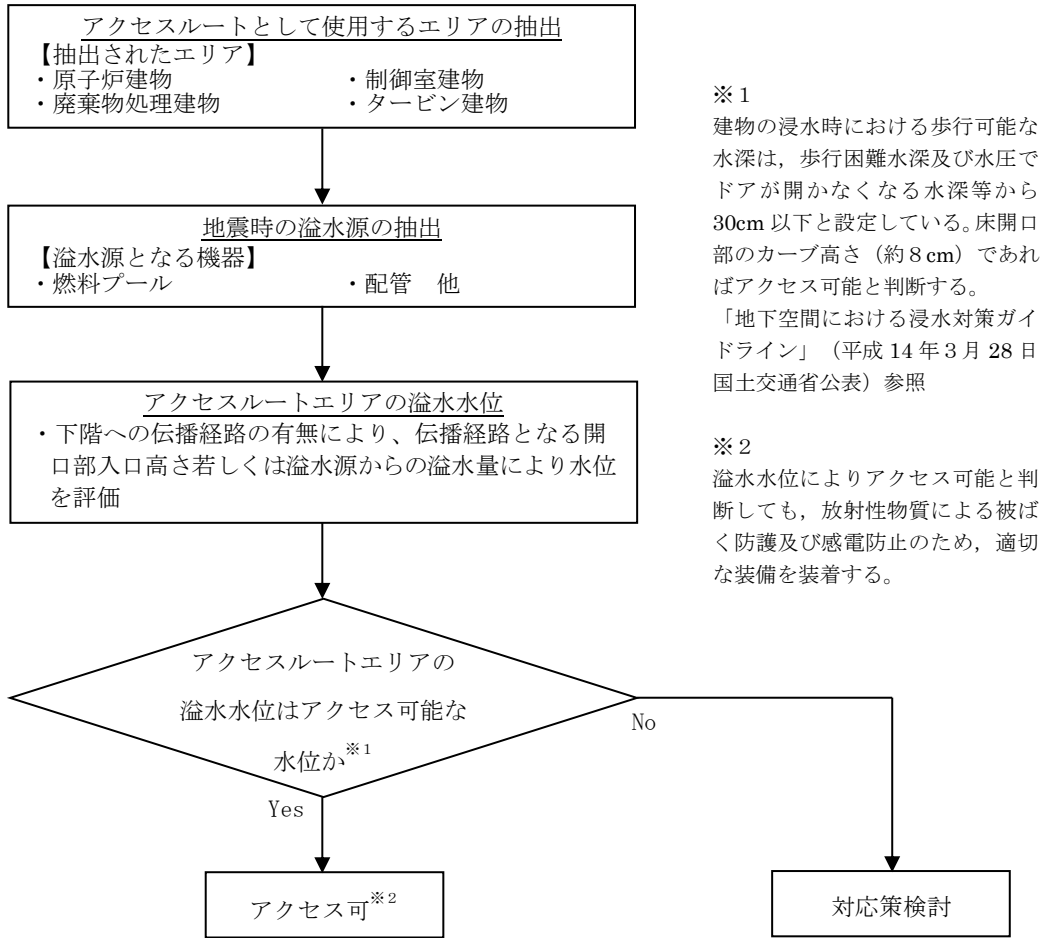 アクセスルートとして使用するエリアの抽出
【抽出されたエリア】
・原子炉建物　　　　　・制御室建物
・廃棄物処理建物　　　・タービン建物
地震時の溢水源の抽出
【溢水源となる機器】
・燃料プール　　　　　・配管　他
アクセスルートエリアの溢水水位
・下階への伝播経路の有無により、伝播経路となる開
口部入口高さ若しくは溢水源からの溢水量により水位
を評価
アクセスルートエリアの
溢水水位はアクセス可能な
水位か※1
No
Yes
アクセス可※2
対応策検討
※１
建物の浸水時における歩行可能な
水深は，歩行困難水深及び水圧で
ドアが開かなくなる水深等から
30cm 以下と設定している。床開口
部のカーブ高さ（約８cm）であれ
ばアクセス可能と判断する。
「地下空間における浸水対策ガイ
ドライン」（平成 14 年３月 28 日
国土交通省公表）参照
※２
溢水水位によりアクセス可能と判
断しても，放射性物質による被ば
く防護及び感電防止のため，適切
な装備を装着する。